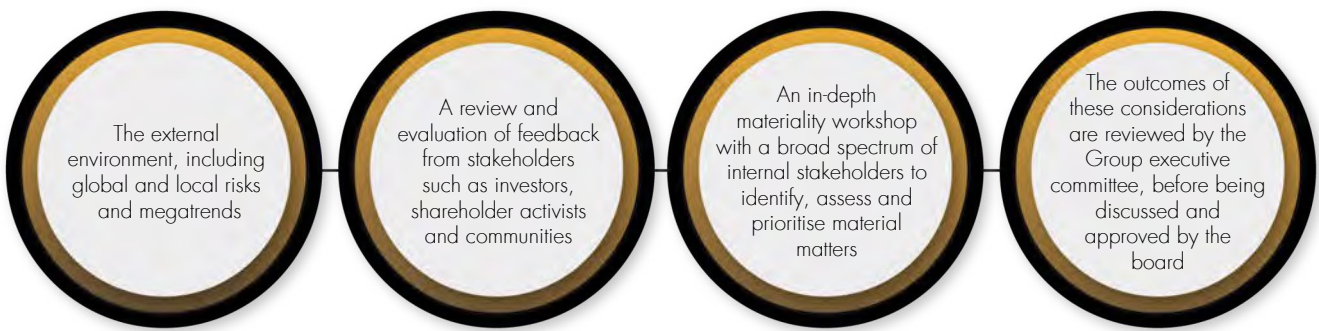 The external
environment, including
global and local risks
and megatrends
A review and
evaluation of feedback
from stakeholders
such as investors,
shareholder activists
and communities
An in-depth
materiality workshop
with a broad spectrum of
internal stakeholders to
identify, assess and
prioritise material
matters
The outcomes of
these considerations
are reviewed by the
Group executive
committee, before being
discussed and
approved by the
board